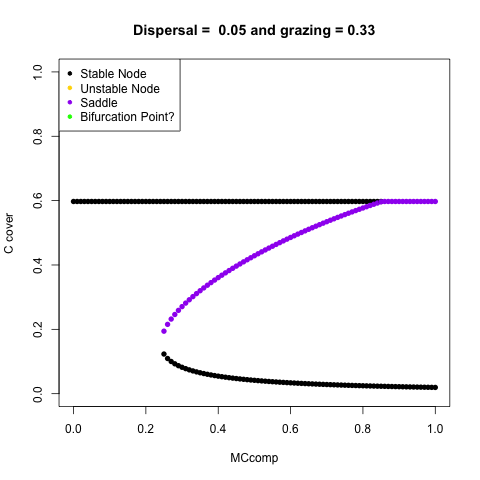 Dispersal =  0.05 and grazing = 0.33
Stable Node
Unstable Node
Saddle
Bifurcation Point?
1.0
0.8
0.6
0.4
0.2
0.0
C cover
0.0 0.2 0.4 0.6 0.8 1.0
MCcomp